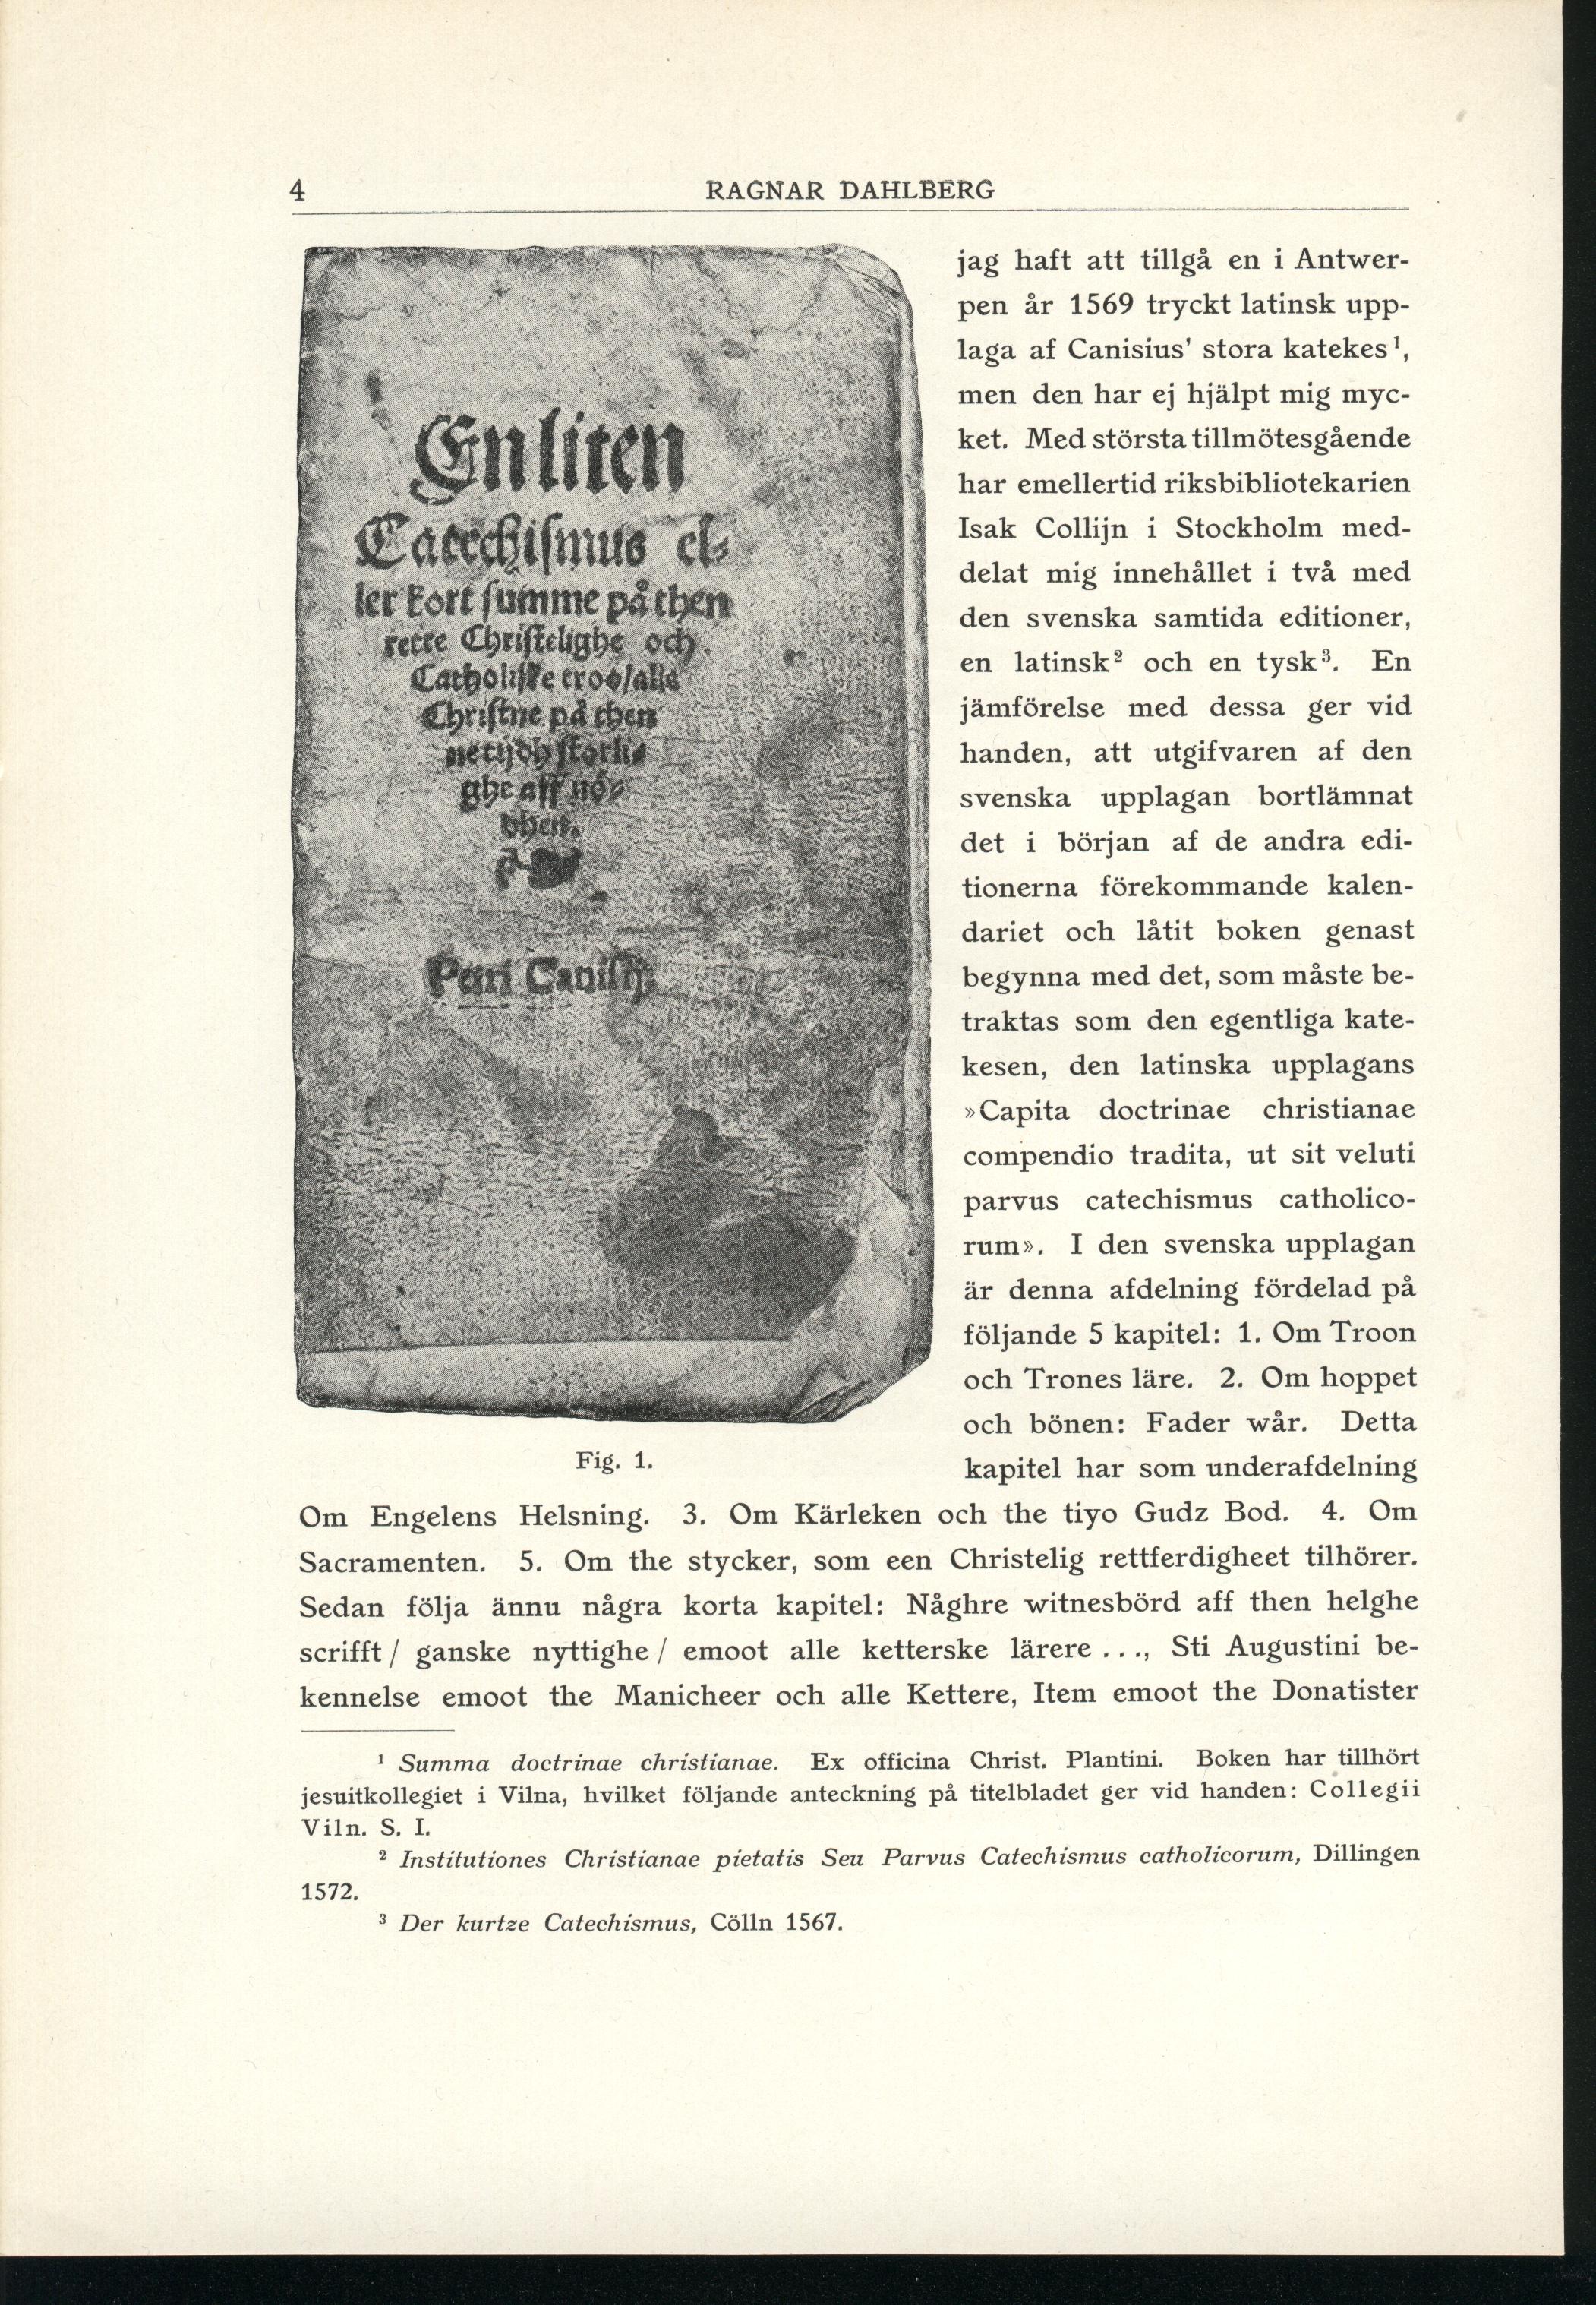 4
RAGNAR DAHLBERG
En liten
Catechismus el⸗
ler kort summe på then
rette Christelighe och
Catholiske troo/alle
Christne på then
ne tijdh storli⸗
ghe aff nö⸗
dhen.
Petri Canisij.
Fig. 1.
jag haft att tillgå en i Antwer-
pen år 1569 tryckt latinsk upp-
laga af Canisius' stora katekes¹,
men den har ej hjälpt mig myc-
ket. Med största tillmötesgående
har emellertid riksbibliotekarien
Isak Collijn i Stockholm med-
delat mig innehållet i två med
den svenska samtida editioner,
en latinsk² och en tysk³. En
jämförelse med dessa ger vid
handen, att utgifvaren af den
svenska upplagan bortlämnat
det i början af de andra edi-
tionerna förekommande kalen-
dariet och låtit boken genast
begynna med det, som måste be-
traktas som den egentliga kate-
kesen, den latinska upplagans
»Capita doctrinae christianae
compendio tradita, ut sit veluti
parvus catechismus catholico-
rum». I den svenska upplagan
är denna afdelning fördelad på
följande 5 kapitel: 1. Om Troon
och Trones läre. 2. Om hoppet
och bönen: Fader wår. Detta
kapitel har som underafdelning
Om Engelens Helsning. 3. Om Kärleken och the tiyo Gudz Bod. 4. Om
Sacramenten. 5. Om the stycker, som een Christelig rettferdigheet tilhörer.
Sedan följa ännu några korta kapitel: Någhre witnesbörd aff then helghe
scrifft / ganske nyttighe / emoot alle ketterske lärere . . ., Sti Augustini be-
kennelse emoot the Manicheer och alle Kettere, Item emoot the Donatister
¹ Summa doctrinae christianae. Ex officina Christ. Plantini. Boken har tillhört
jesuitkollegiet i Vilna, hvilket följande anteckning på titelbladet ger vid handen: Collegii
Viln. S. I.
² Institutiones Christianae pietatis Seu Parvus Catechismus catholicorum, Dillingen
1572.
³ Der kurtze Catechismus, Cölln 1567.